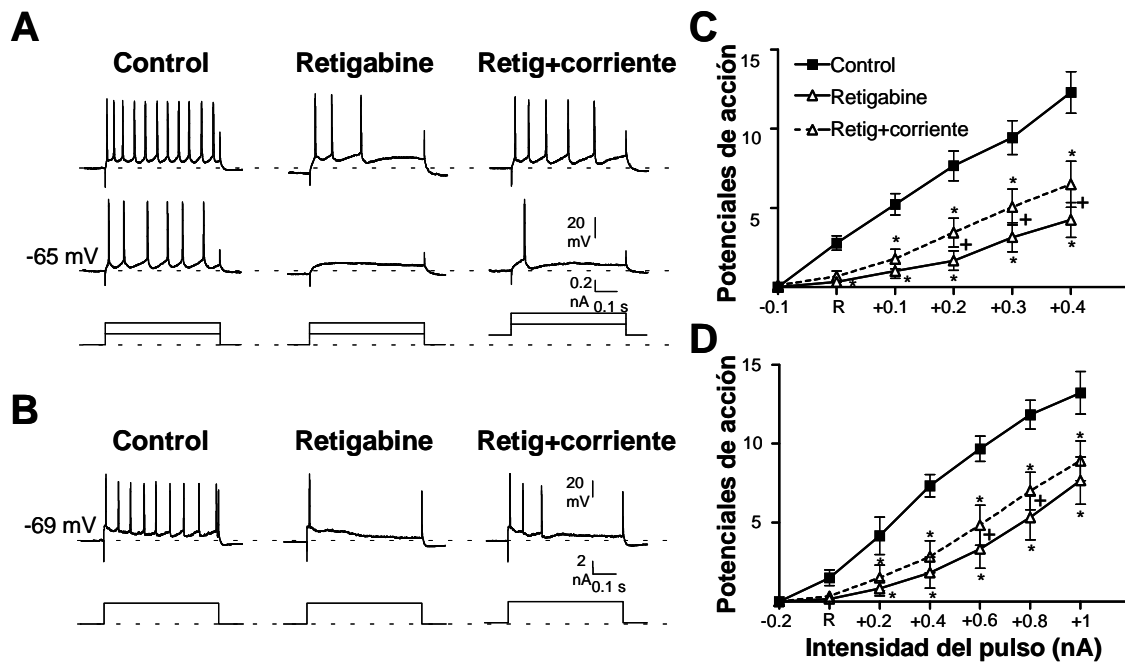 A
Control
Retigabine
Retig+corriente
-65 mV
20
mV
0.2
nA 0.1 s
B
Control
Retigabine
Retig+corriente
-69 mV
20
mV
2
nA 0.1 s
C
Potenciales de acción
15
10
5
Control
Retigabine
Retig+corriente
* * * *
+ + +
* * * * *
-0.1 R +0.1 +0.2 +0.3 +0.4
D
Potenciales de acción
15
10
5
* * * * *
+ +
* * * * *
-0.2 R +0.2 +0.4 +0.6 +0.8 +1
Intensidad del pulso (nA)